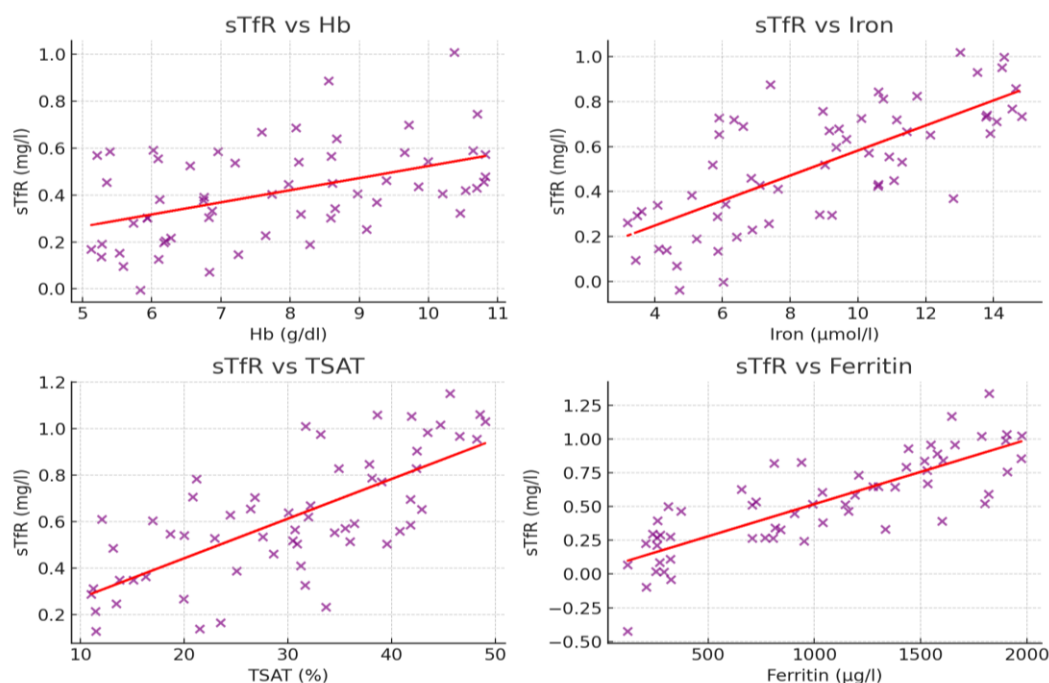 sTfR vs Hb
1.0
0.8
0.6
0.4
0.2
0.0
sTfR (mg/l)
5 6 7 8 9 10 11
Hb (g/dl)
sTfR vs Iron
1.0
0.8
0.6
0.4
0.2
0.0
sTfR (mg/l)
4 6 8 10 12 14
Iron (μmol/l)
sTfR vs TSAT
1.2
1.0
0.8
0.6
0.4
0.2
sTfR (mg/l)
10 20 30 40 50
TSAT (%)
sTfR vs Ferritin
1.25
1.00
0.75
0.50
0.25
0.00
−0.25
−0.50
sTfR (mg/l)
500 1000 1500 2000
Ferritin (μg/l)